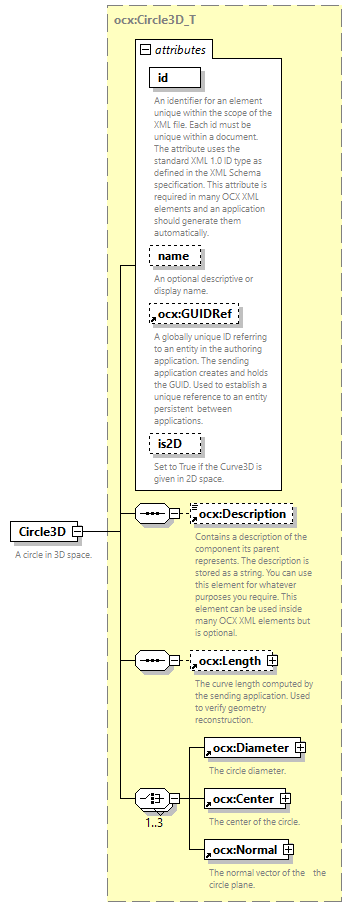 ocx:Circle3D_T
attributes
id
An identifier for an element
unique within the scope of the
XML file. Each id must be
unique within a document.
The attribute uses the
standard XML 1.0 ID type as
defined in the XML Schema
specification. This attribute is
required in many OCX XML
elements and an application
should generate them
automatically.
name
An optional descriptive or
display name.
ocx:GUIDRef
A globally unique ID referring
to an entity in the authoring
application. The sending
application creates and holds
the GUID. Used to establish a
unique reference to an entity
persistent between
applications.
is2D
Set to True if the Curve3D is
given in 2D space.
Circle3D
A circle in 3D space.
ocx:Description
Contains a description of the
component its parent
represents. The description is
stored as a string. You can use
this element for whatever
purposes you require. This
element can be used inside
many OCX XML elements but
is optional.
ocx:Length
The curve length computed by
the sending application. Used
to verify geometry
reconstruction.
ocx:Diameter
The circle diameter.
1..3
ocx:Center
The center of the circle.
ocx:Normal
The normal vector of the the
circle plane.